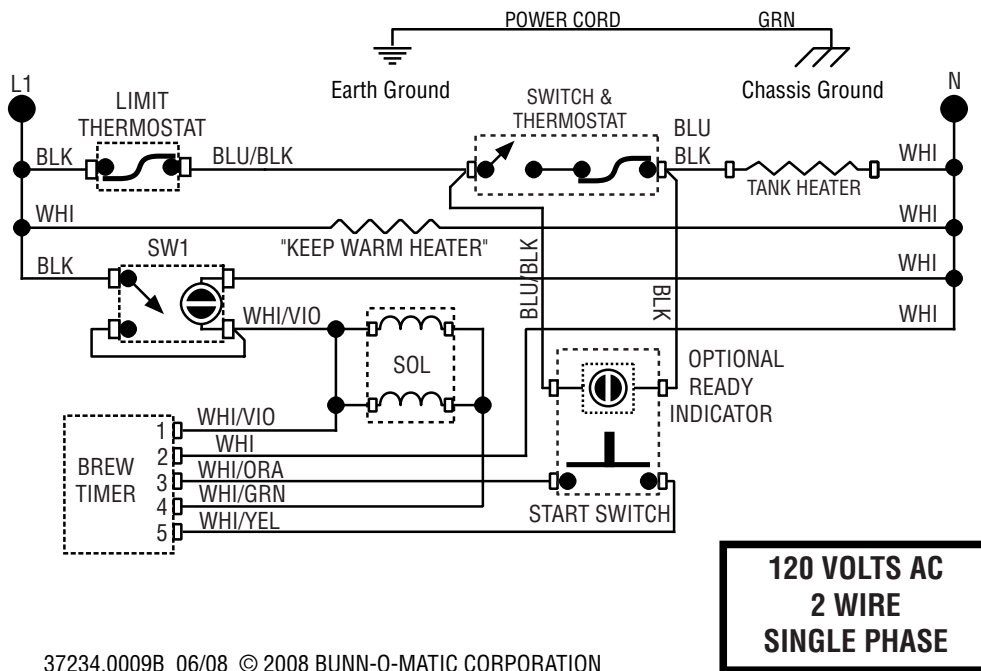 POWER CORD
GRN
Earth Ground
Chassis Ground
L1
N
LIMIT
THERMOSTAT
SWITCH &
THERMOSTAT
BLK
BLU/BLK
BLU
BLK
TANK HEATER
WHI
WHI
"KEEP WARM HEATER"
WHI
BLK
SW1
WHI
BLU/BLK
BLK
WHI/VIO
WHI
SOL
OPTIONAL
READY
INDICATOR
BREW
TIMER
1 WHI/VIO
2 WHI
3 WHI/ORA
4 WHI/GRN
5 WHI/YEL
START SWITCH
120 VOLTS AC
2 WIRE
SINGLE PHASE
37234.0009B 06/08 © 2008 BUNN-O-MATIC CORPORATION